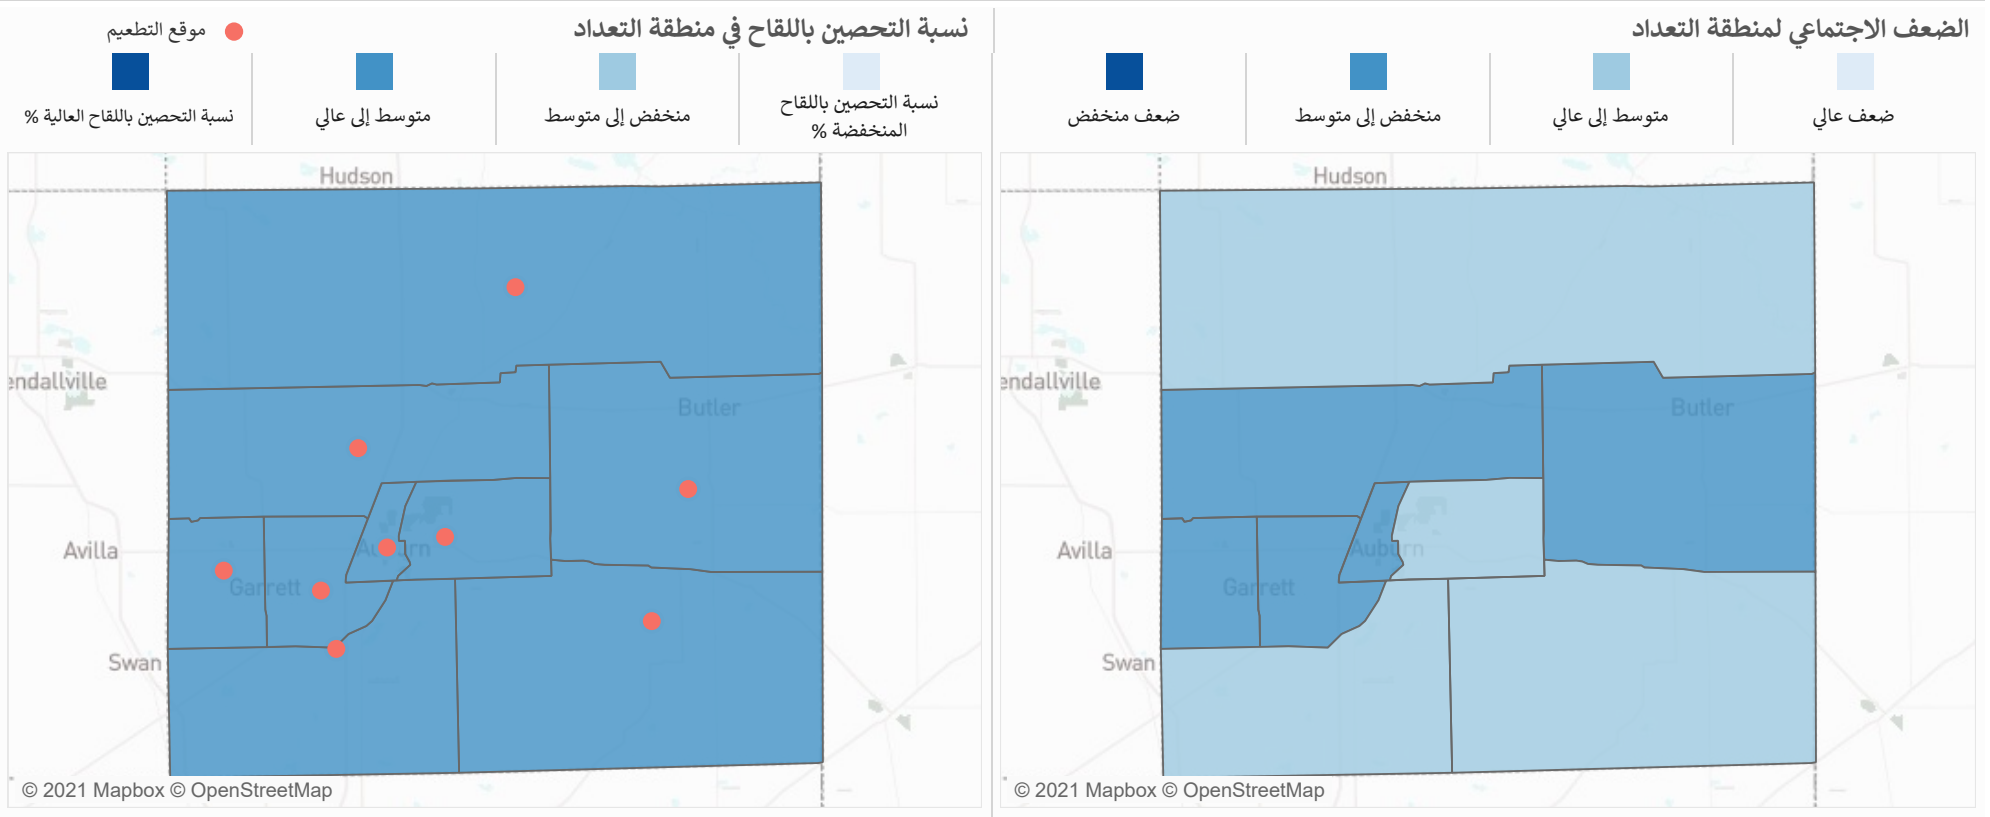 الضعف الاجتماعي لمنطقة التعداد
ضعف عالي
متوسط إلى عالي
منخفض إلى متوسط
ضعف منخفض
Hudson
endallville
Butler
Avilla
Auburn
Garrett
Swan
© 2021 Mapbox © OpenStreetMap
نسبة التحصين باللقاح في منطقة التعداد
موقع التطعيم
نسبة التحصين باللقاح
المنخفضة %
منخفض إلى متوسط
متوسط إلى عالي
نسبة التحصين باللقاح العالية %
Hudson
endallville
Butler
Avilla
Auburn
Garrett
Swan
© 2021 Mapbox © OpenStreetMap